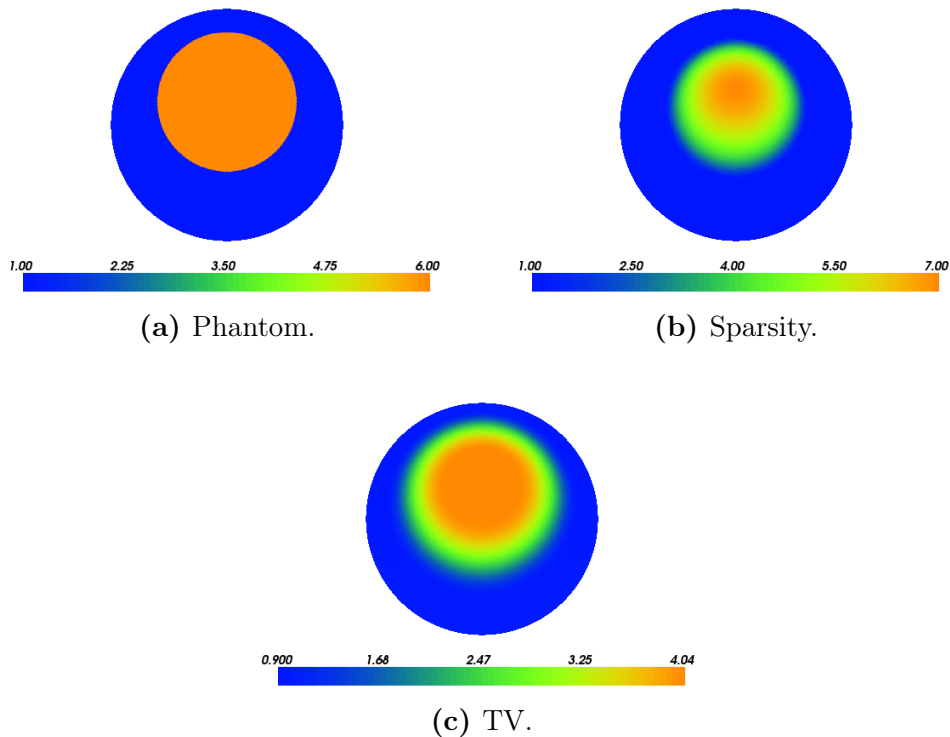 1.00 2.25 3.50 4.75 6.00
(a) Phantom.
1.00 2.50 4.00 5.50 7.00
(b) Sparsity.
0.900 1.68 2.47 3.25 4.04
(c) TV.